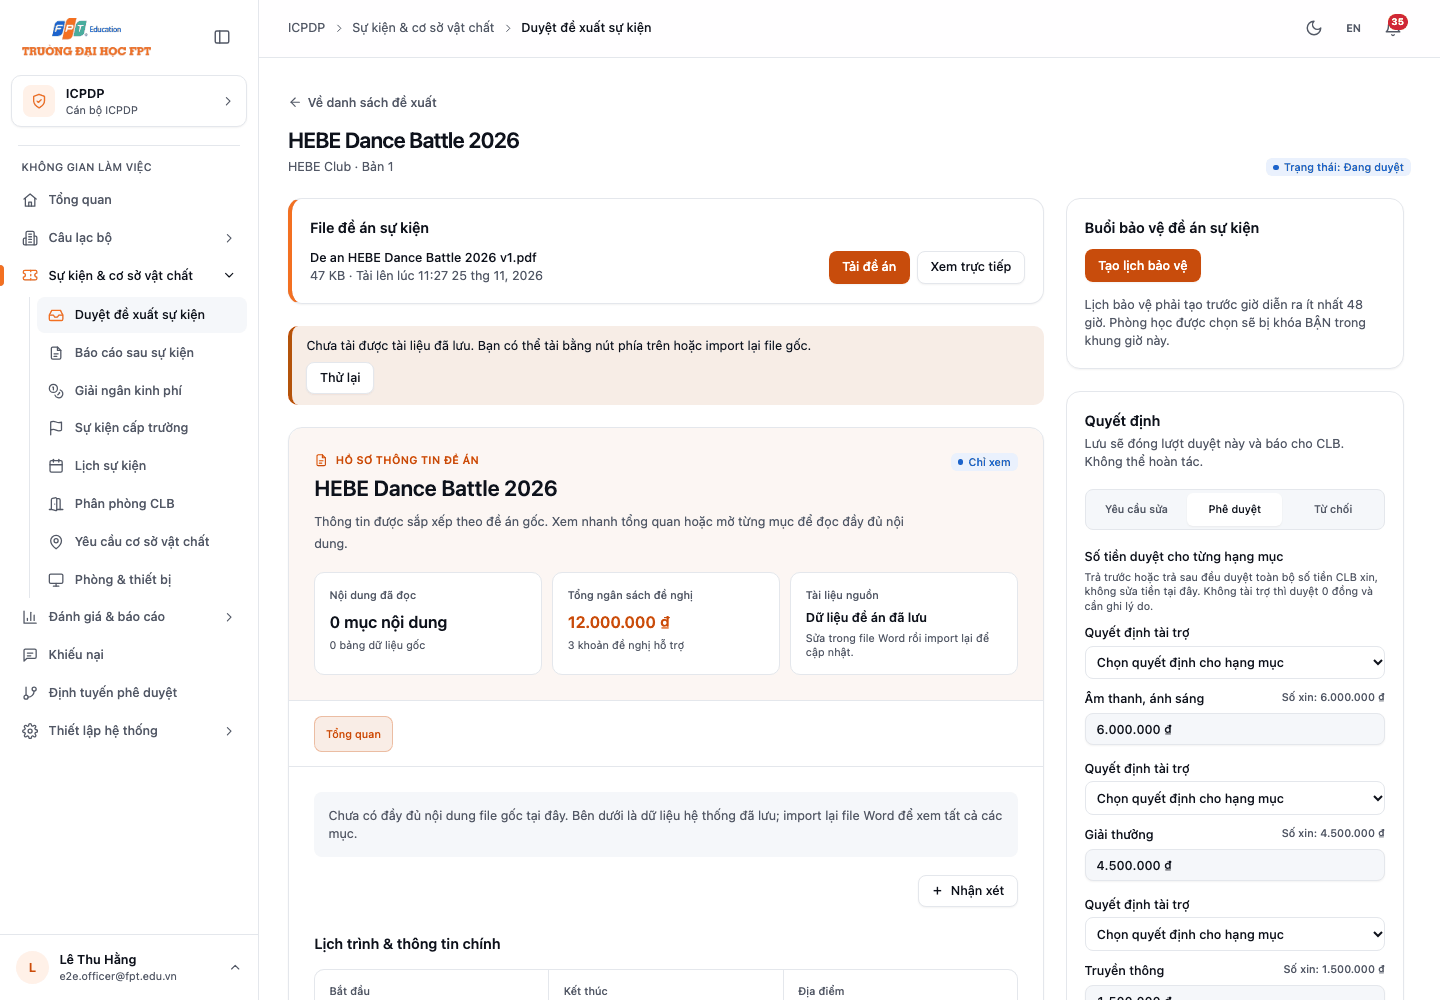 FPT Education
TRƯỜNG ĐẠI HỌC FPT
ICPDP
Cán bộ ICPDP
KHÔNG GIAN LÀM VIỆC
Tổng quan
Câu lạc bộ
Sự kiện & cơ sở vật chất
Duyệt đề xuất sự kiện
Báo cáo sau sự kiện
Giải ngân kinh phí
Sự kiện cấp trường
Lịch sự kiện
Phân phòng CLB
Yêu cầu cơ sở vật chất
Phòng & thiết bị
Đánh giá & báo cáo
Khiếu nại
Định tuyến phê duyệt
Thiết lập hệ thống
L
Lê Thu Hằng
e2e.officer@fpt.edu.vn
ICPDP > Sự kiện & cơ sở vật chất > Duyệt đề xuất sự kiện
EN
35
← Về danh sách đề xuất
HEBE Dance Battle 2026
HEBE Club · Bản 1
Trạng thái: Đang duyệt
File đề án sự kiện
De an HEBE Dance Battle 2026 v1.pdf
47 KB · Tải lên lúc 11:27 25 thg 11, 2026
Tải đề án
Xem trực tiếp
Chưa tải được tài liệu đã lưu. Bạn có thể tải bằng nút phía trên hoặc import lại file gốc.
Thử lại
HỒ SƠ THÔNG TIN ĐỀ ÁN
Chỉ xem
HEBE Dance Battle 2026
Thông tin được sắp xếp theo đề án gốc. Xem nhanh tổng quan hoặc mở từng mục để đọc đầy đủ nội
dung.
Nội dung đã đọc
0 mục nội dung
0 bảng dữ liệu gốc
Tổng ngân sách đề nghị
12.000.000 ₫
3 khoản đề nghị hỗ trợ
Tài liệu nguồn
Dữ liệu đề án đã lưu
Sửa trong file Word rồi import lại để
cập nhật.
Tổng quan
Chưa có đầy đủ nội dung file gốc tại đây. Bên dưới là dữ liệu hệ thống đã lưu; import lại file Word để xem tất cả các
mục.
+ Nhận xét
Lịch trình & thông tin chính
Bắt đầu
Kết thúc
Địa điểm
Buổi bảo vệ đề án sự kiện
Tạo lịch bảo vệ
Lịch bảo vệ phải tạo trước giờ diễn ra ít nhất 48
giờ. Phòng học được chọn sẽ bị khóa BẬN trong
khung giờ này.
Quyết định
Lưu sẽ đóng lượt duyệt này và báo cho CLB.
Không thể hoàn tác.
Yêu cầu sửa
Phê duyệt
Từ chối
Số tiền duyệt cho từng hạng mục
Trả trước hoặc trả sau đều duyệt toàn bộ số tiền CLB xin,
không sửa tiền tại đây. Không tài trợ thì duyệt 0 đồng và
cần ghi lý do.
Quyết định tài trợ
Chọn quyết định cho hạng mục
Âm thanh, ánh sáng
Số xin: 6.000.000 ₫
6.000.000 ₫
Quyết định tài trợ
Chọn quyết định cho hạng mục
Giải thưởng
Số xin: 4.500.000 ₫
4.500.000 ₫
Quyết định tài trợ
Chọn quyết định cho hạng mục
Truyền thông
Số xin: 1.500.000 ₫
1.500.000 ₫